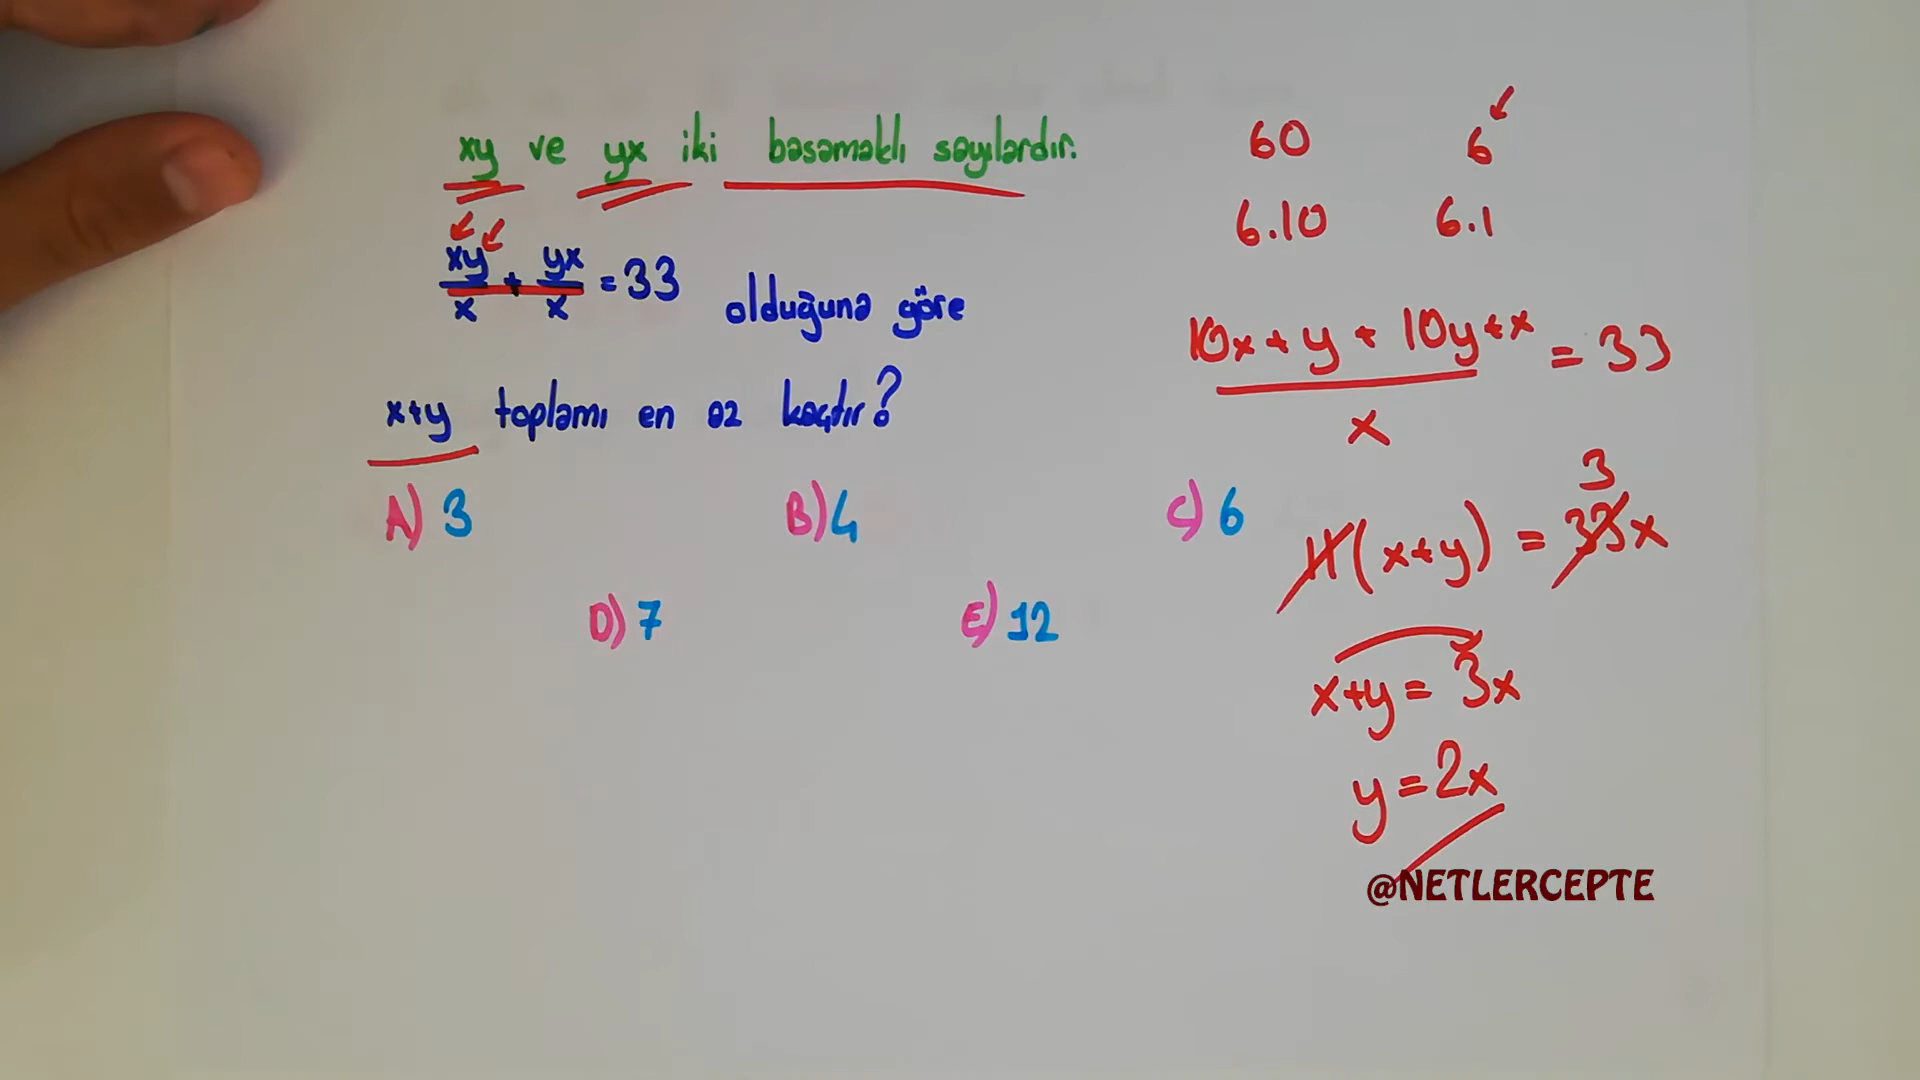 xy ve yx iki basamaklı sayılardır.
xy/x + yx/x = 33 olduğuna göre
x+y toplamı en az kaçtır?
A) 3 B) 4 C) 6
D) 7 E) 12
60 6
6.10 6.1
10x + y + 10y + x / x = 33
3
11(x+y) = 33x
x+y = 3x
y = 2x
@NETLERCEPTE